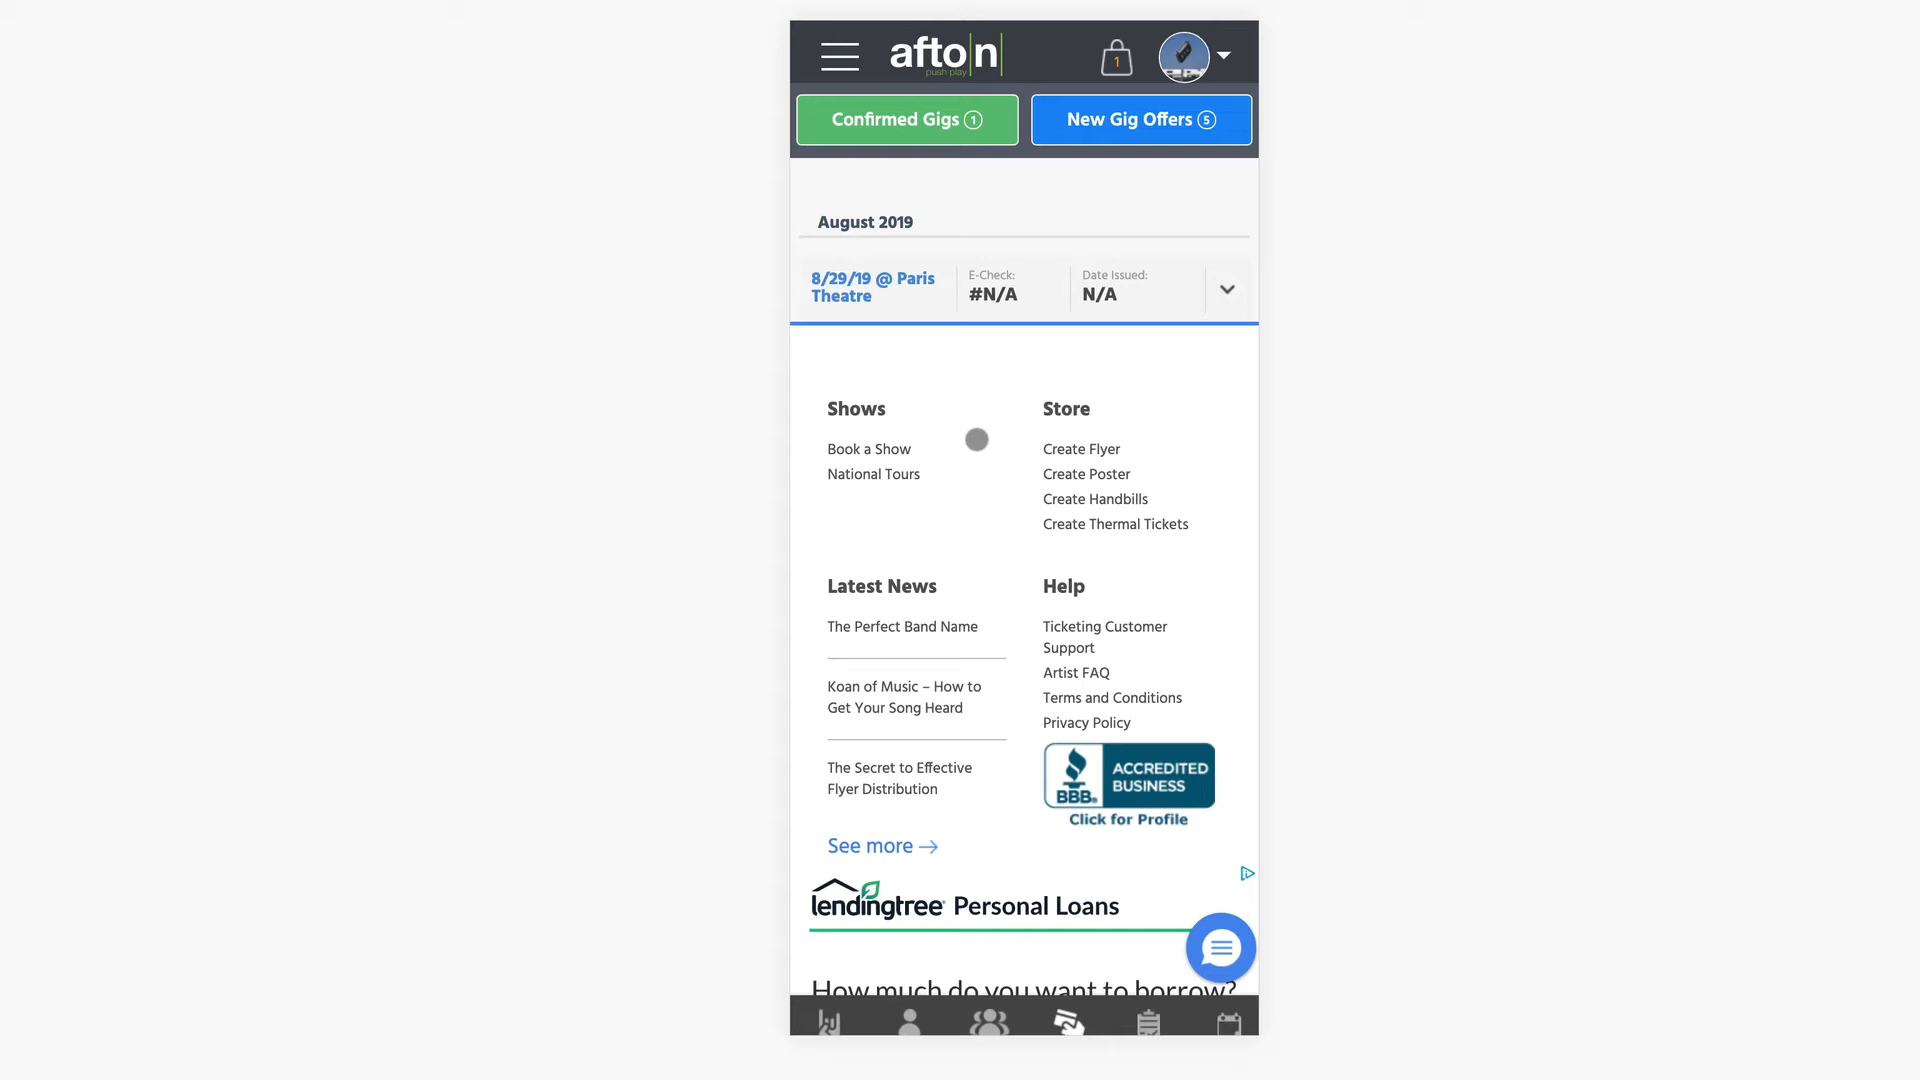 afto|n
push play
1
Confirmed Gigs 1
New Gig Offers 5
August 2019
8/29/19 @ Paris
Theatre
E-Check:
#N/A
Date Issued:
N/A
Shows
Book a Show
National Tours
Store
Create Flyer
Create Poster
Create Handbills
Create Thermal Tickets
Latest News
The Perfect Band Name
Koan of Music – How to
Get Your Song Heard
The Secret to Effective
Flyer Distribution
See more →
Help
Ticketing Customer
Support
Artist FAQ
Terms and Conditions
Privacy Policy
BBB.
ACCREDITED
BUSINESS
Click for Profile
lendingtree Personal Loans
How much do you want to borrow?